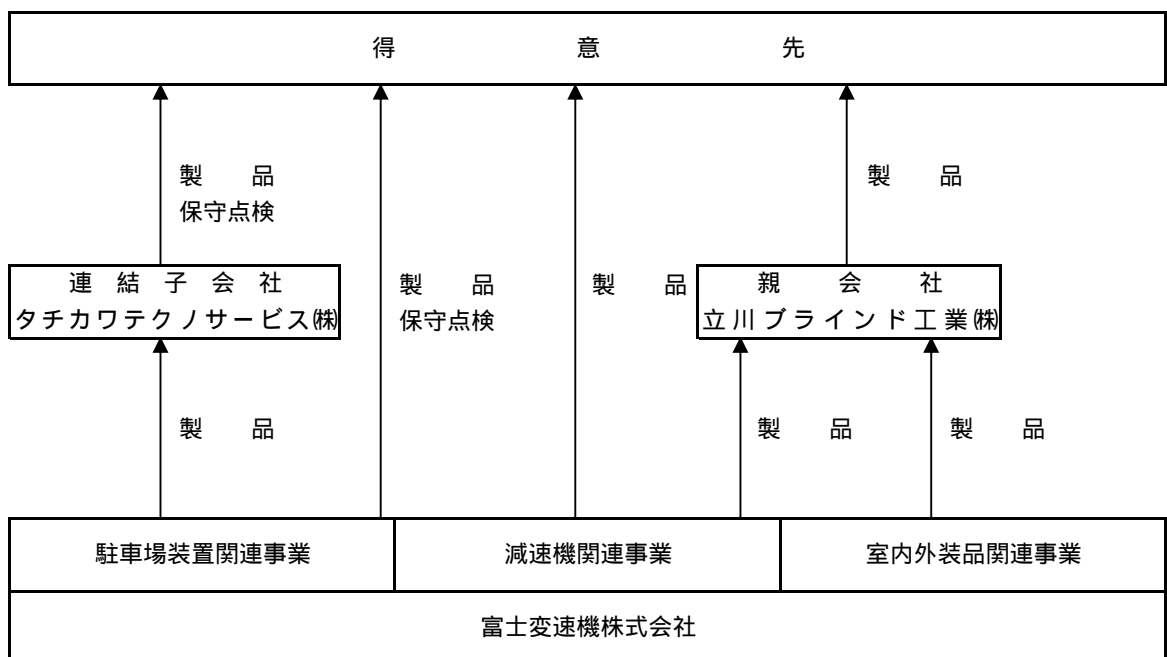 得意先
製品
保守点検
製品
連結子会社
タチカワテクノサービス㈱
製品
保守点検
製品
親会社
立川ブラインド工業㈱
製品
製品
製品
駐車場装置関連事業
減速機関連事業
室内外装品関連事業
富士変速機株式会社